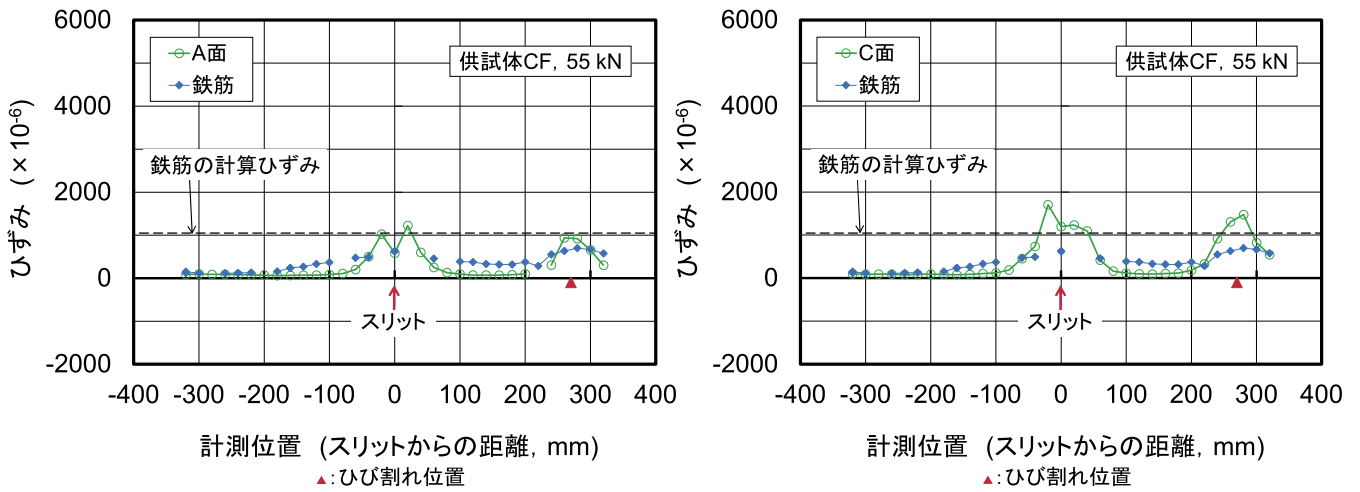 6000
4000
2000
0
-2000
ひずみ (×10-6)
A面
鉄筋
供試体CF, 55 kN
鉄筋の計算ひずみ
スリット
-400 -300 -200 -100 0 100 200 300 400
計測位置 (スリットからの距離, mm)
▲:ひび割れ位置
6000
4000
2000
0
-2000
ひずみ (×10-6)
C面
鉄筋
供試体CF, 55 kN
鉄筋の計算ひずみ
スリット
-400 -300 -200 -100 0 100 200 300 400
計測位置 (スリットからの距離, mm)
▲:ひび割れ位置